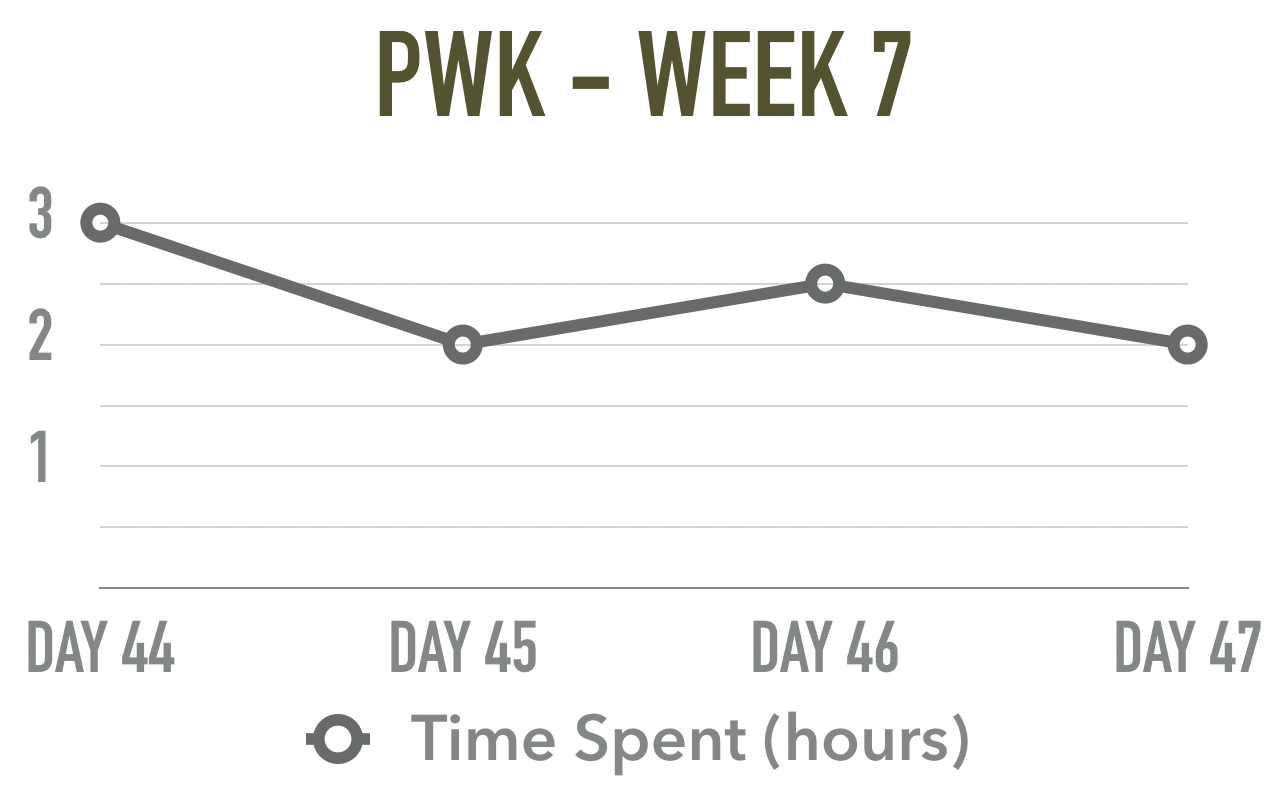 PWK – WEEK 7
3
2
1
DAY 44 DAY 45 DAY 46 DAY 47
Time Spent (hours)